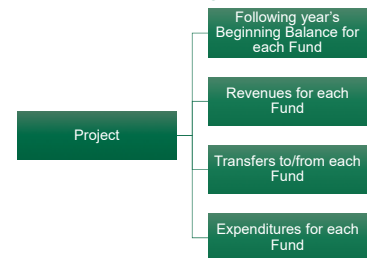 Following year's
Beginning Balance for
each Fund
Revenues for each
Fund
Project
Transfers to/from each
Fund
Expenditures for each
Fund